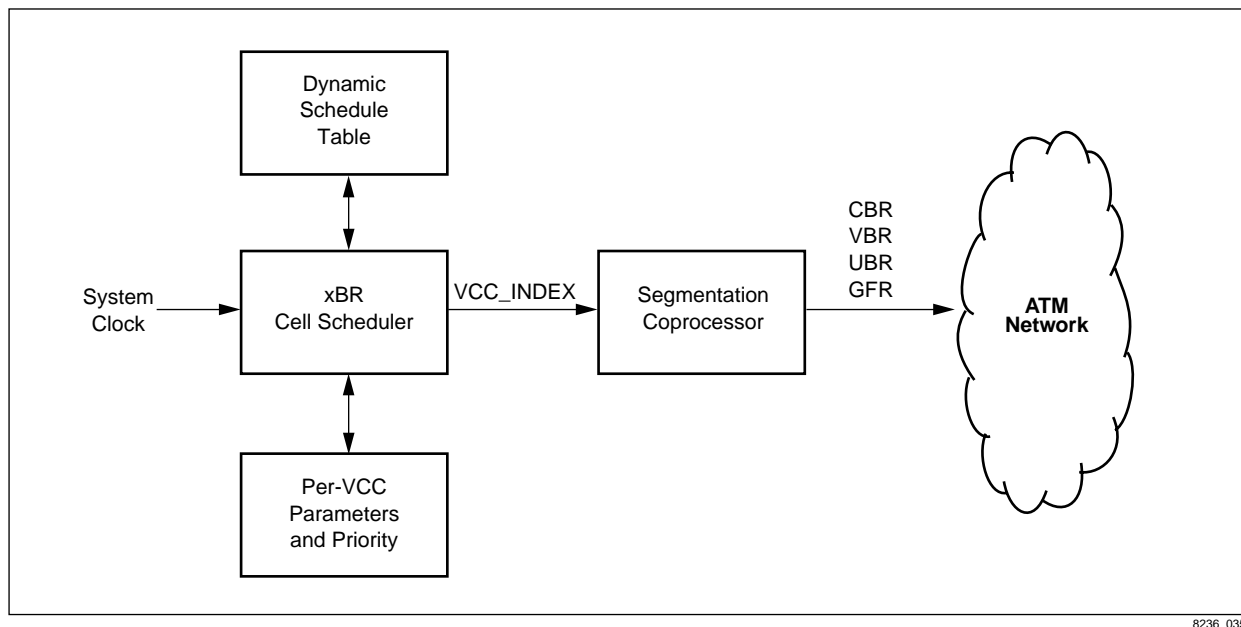 Dynamic
Schedule
Table
System
Clock
xBR
Cell Scheduler
VCC_INDEX
Segmentation
Coprocessor
CBR
VBR
UBR
GFR
ATM
Network
Per-VCC
Parameters
and Priority